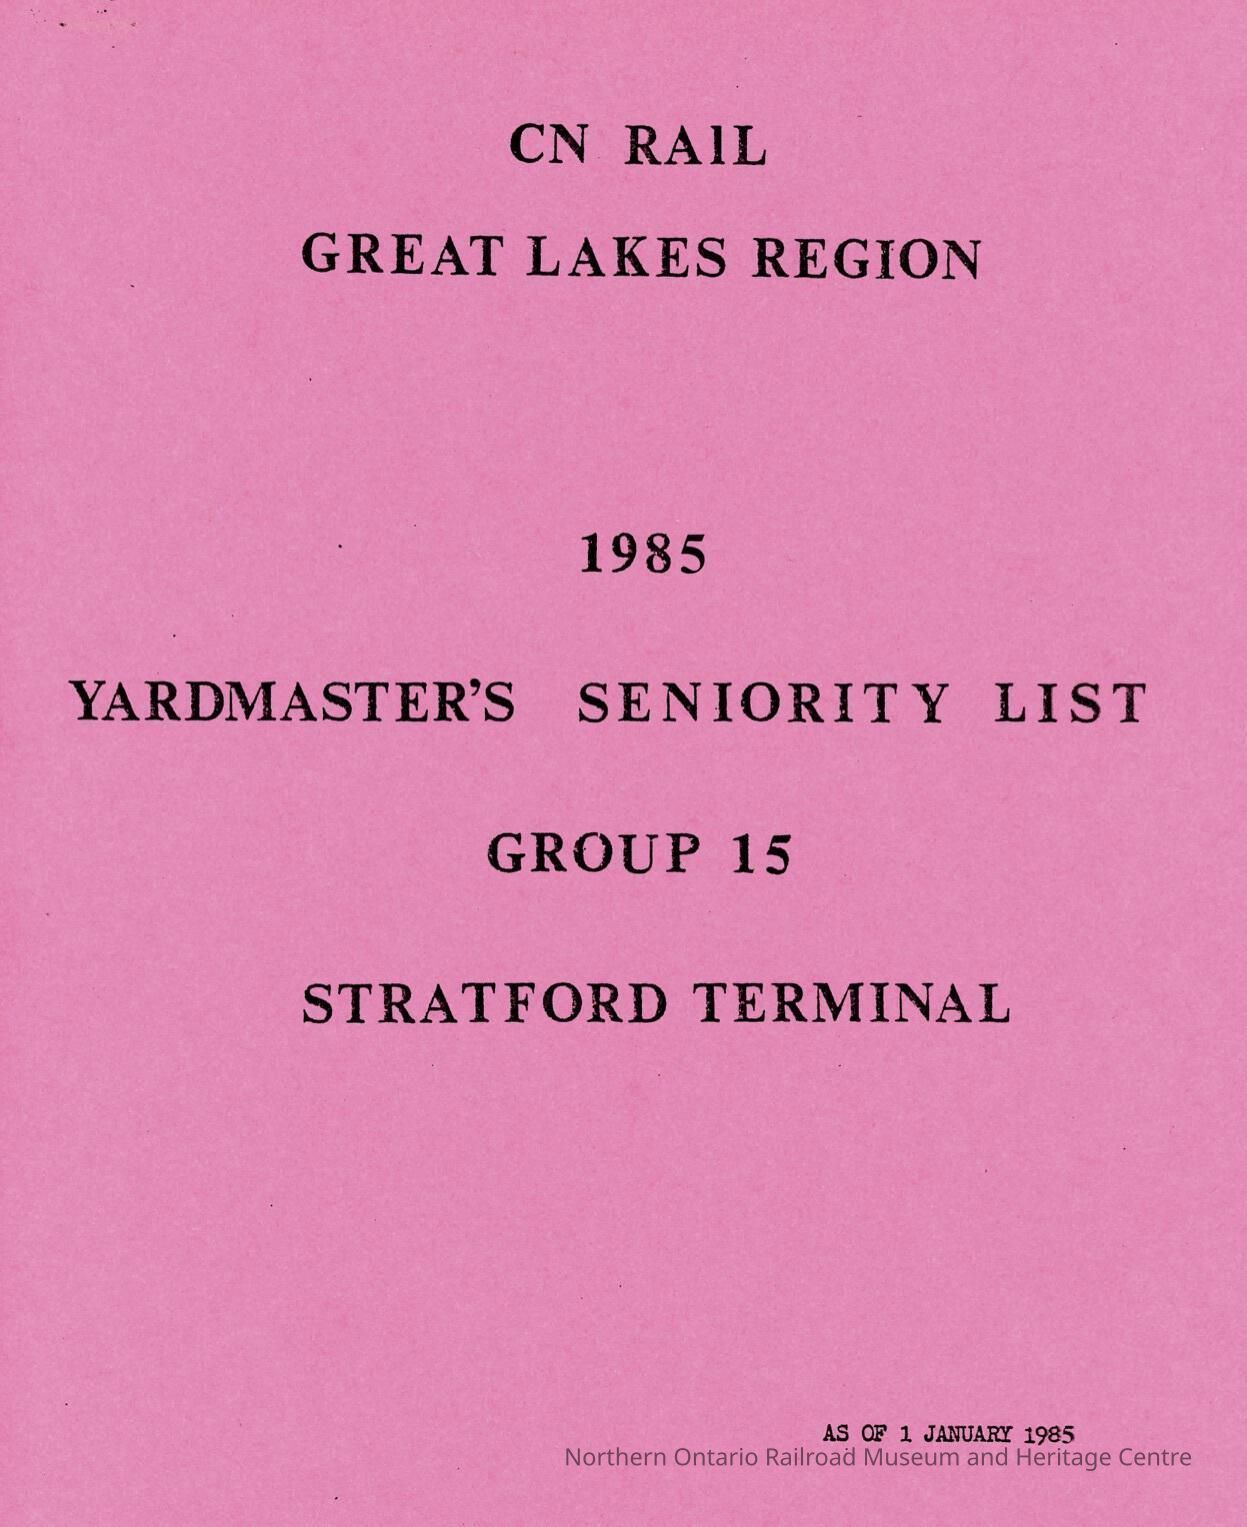 CN RAIL
GREAT LAKES REGION
1985
YARDMASTER'S SENIORITY LIST
GROUP 15
STRATFORD TERMINAL
AS OF 1 JANUARY 1985
Northern Ontario Railroad Museum and Heritage Centre